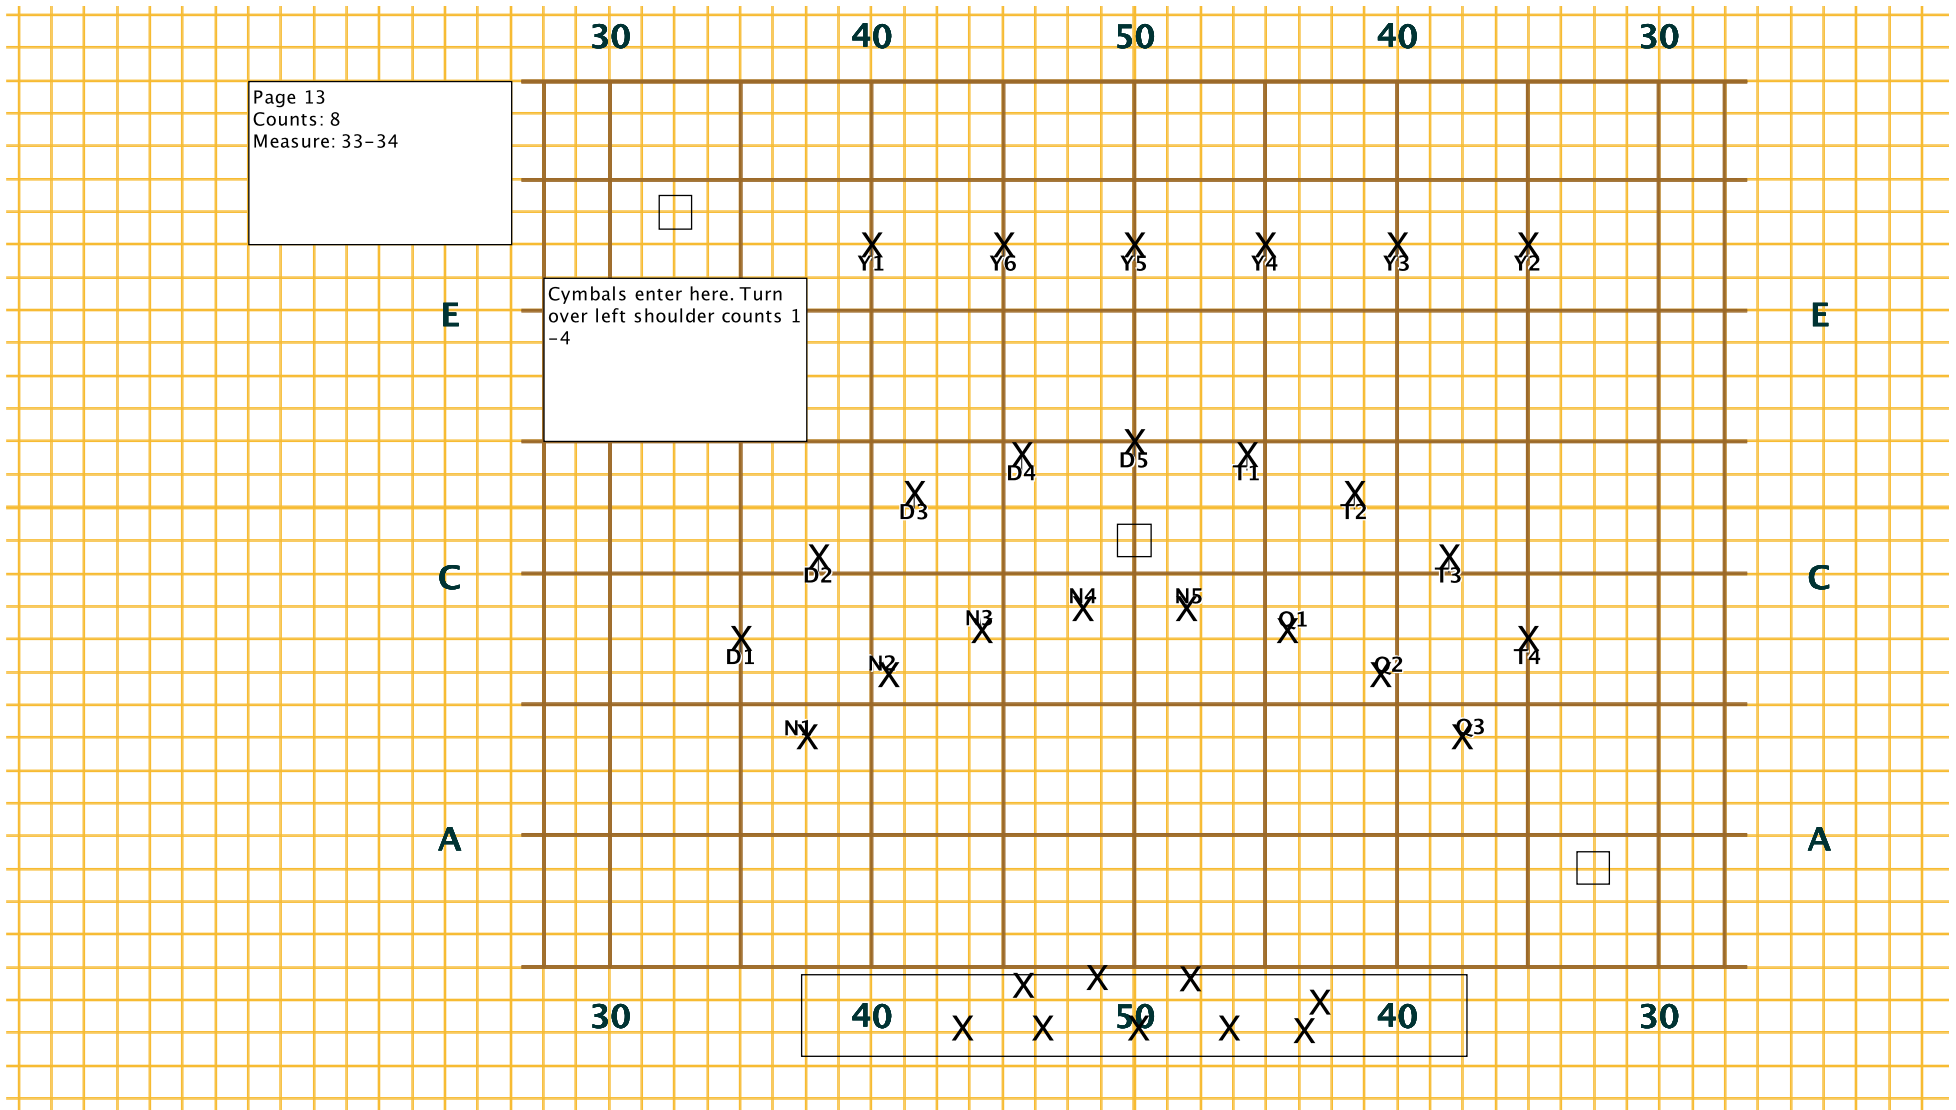 30 40 50 40 30
Page 13
Counts: 8
Measure: 33-34
X X X X X X
Y1 Y6 Y5 Y4 Y3 Y2
Cymbals enter here. Turn
over left shoulder counts 1
-4
E E
X X X
D4 D5 T1
X X
D3 T2
X X
D2 T3
C C
N4 N5
X X
N3 Q1
X X
X X
D1 T4
N2 Q2
X X
N1 Q3
X X
A A
X X X X
30 40 50 40 30
X X X X X